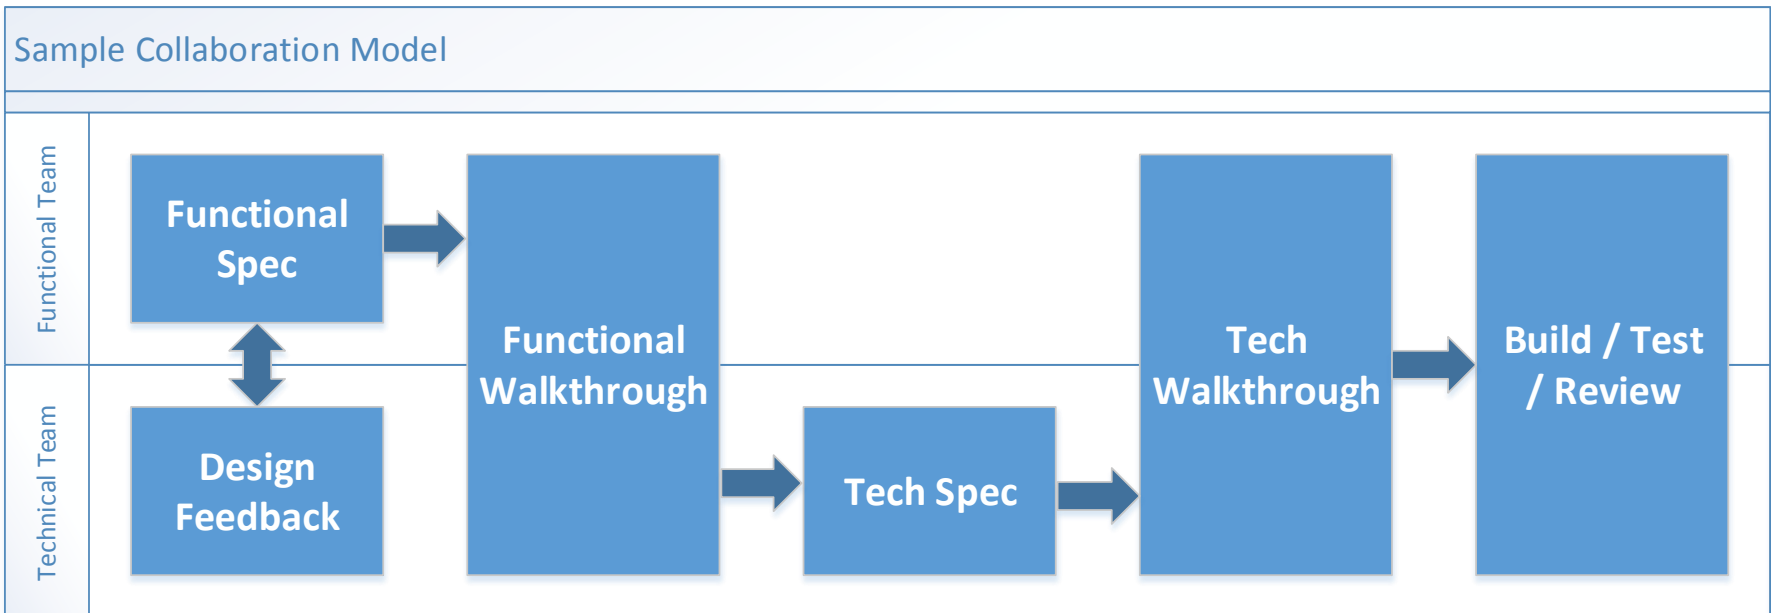 Sample Collaboration Model
Functional Team
Functional
Spec
Functional
Walkthrough
Tech
Walkthrough
Build / Test
/ Review
Technical Team
Design
Feedback
Tech Spec